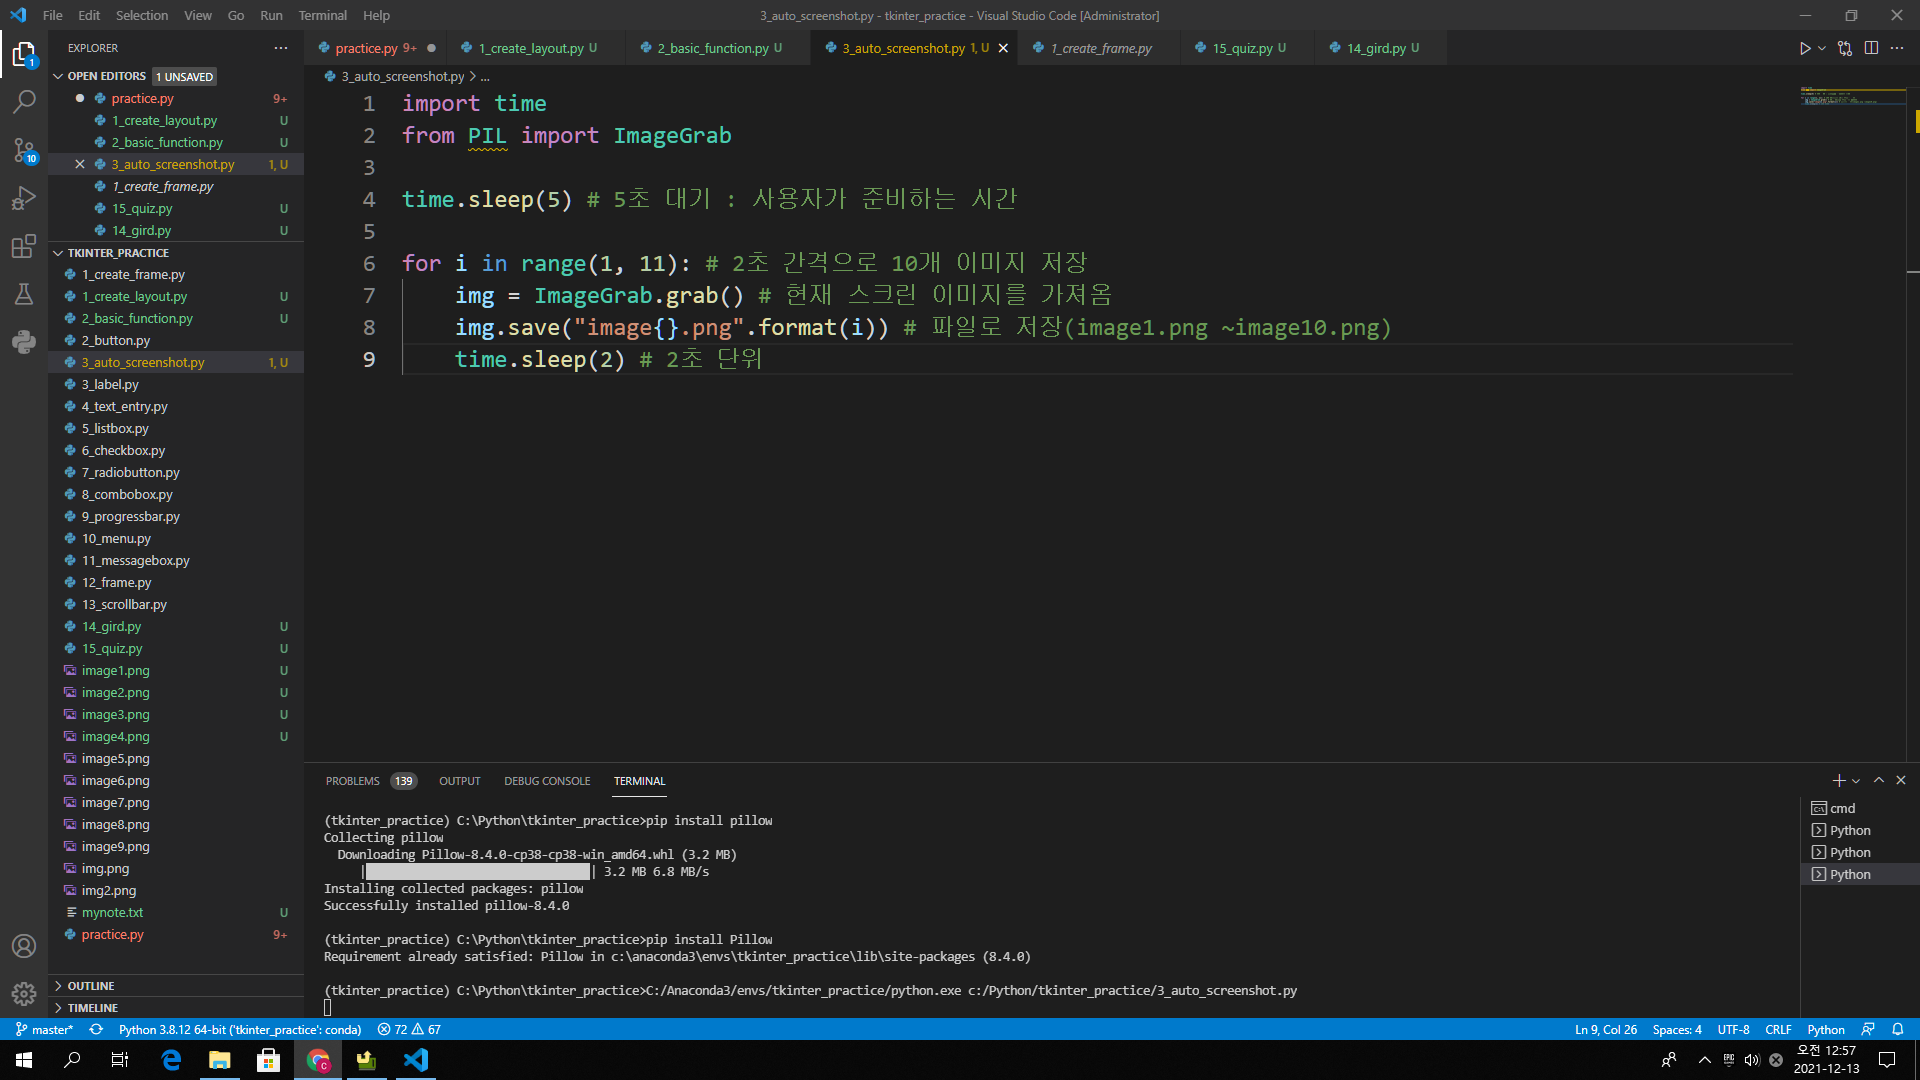 File Edit Selection View Go Run Terminal Help
3_auto_screenshot.py - tkinter_practice - Visual Studio Code [Administrator]
EXPLORER
OPEN EDITORS 1 UNSAVED
practice.py 9+
1_create_layout.py U
2_basic_function.py U
3_auto_screenshot.py 1, U
1_create_frame.py
15_quiz.py U
14_gird.py U
TKINTER_PRACTICE
1_create_frame.py
1_create_layout.py U
2_basic_function.py U
2_button.py
3_auto_screenshot.py 1, U
3_label.py
4_text_entry.py
5_listbox.py
6_checkbox.py
7_radiobutton.py
8_combobox.py
9_progressbar.py
10_menu.py
11_messagebox.py
12_frame.py
13_scrollbar.py
14_gird.py U
15_quiz.py U
image1.png U
image2.png U
image3.png U
image4.png U
image5.png
image6.png
image7.png
image8.png
image9.png
img.png
img2.png
mynote.txt U
practice.py 9+
OUTLINE
TIMELINE
1
10
practice.py 9+ 1_create_layout.py U 2_basic_function.py U 3_auto_screenshot.py 1, U 1_create_frame.py 15_quiz.py U 14_gird.py U
3_auto_screenshot.py > ...
1 import time
2 from PIL import ImageGrab
3
4 time.sleep(5) # 5초 대기 : 사용자가 준비하는 시간
5
6 for i in range(1, 11): # 2초 간격으로 10개 이미지 저장
7 img = ImageGrab.grab() # 현재 스크린 이미지를 가져옴
8 img.save("image{}.png".format(i)) # 파일로 저장(image1.png ~image10.png)
9 time.sleep(2) # 2초 단위
PROBLEMS 139 OUTPUT DEBUG CONSOLE TERMINAL
(tkinter_practice) C:\Python\tkinter_practice>pip install pillow
Collecting pillow
Downloading Pillow-8.4.0-cp38-cp38-win_amd64.whl (3.2 MB)
| | 3.2 MB 6.8 MB/s
Installing collected packages: pillow
Successfully installed pillow-8.4.0
(tkinter_practice) C:\Python\tkinter_practice>pip install Pillow
Requirement already satisfied: Pillow in c:\anaconda3\envs\tkinter_practice\lib\site-packages (8.4.0)
(tkinter_practice) C:\Python\tkinter_practice>C:/Anaconda3/envs/tkinter_practice/python.exe c:/Python/tkinter_practice/3_auto_screenshot.py
cmd
Python
Python
Python
master* Python 3.8.12 64-bit ('tkinter_practice': conda) 72 67
Ln 9, Col 26 Spaces: 4 UTF-8 CRLF Python
오전 12:57
2021-12-13